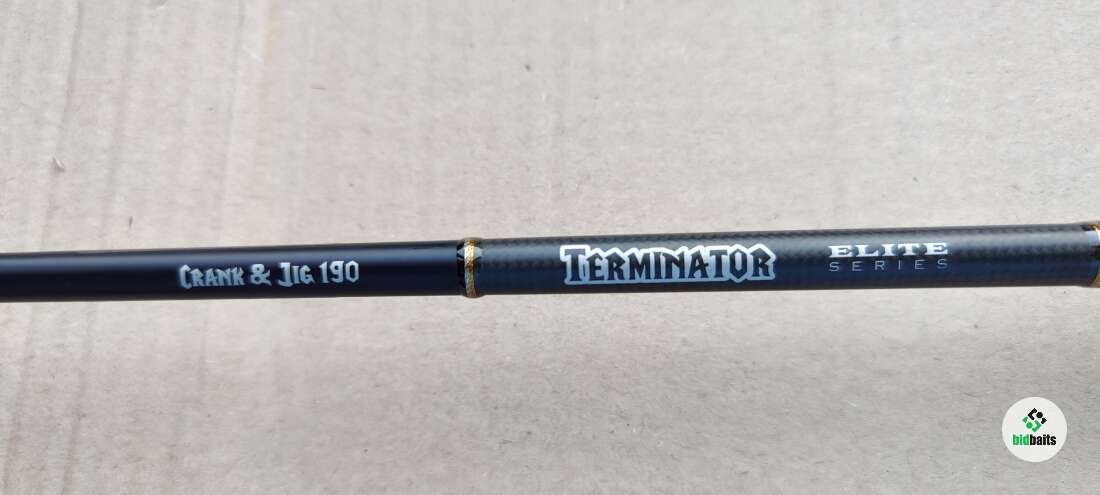 CRANK & JIG 190
TERMINATOR
ELITE
SERIES
bidbaits